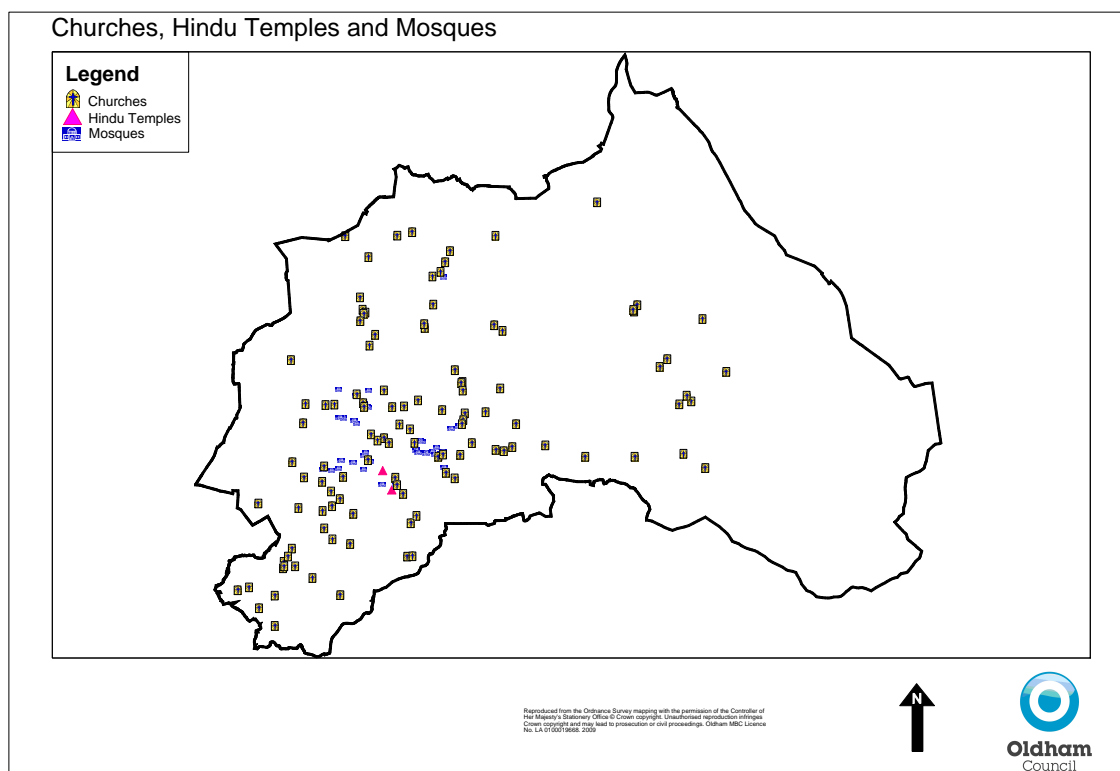 Churches, Hindu Temples and Mosques
Legend
Churches
Hindu Temples
Mosques
Reproduced from the Ordnance Survey mapping with the permission of the Controller of
Her Majesty's Stationery Office © Crown copyright. Unauthorised reproduction infringes
Crown copyright and may lead to prosecution or civil proceedings. Oldham MBC Licence
No. LA 0100019668. 2009
N
Oldham
Council